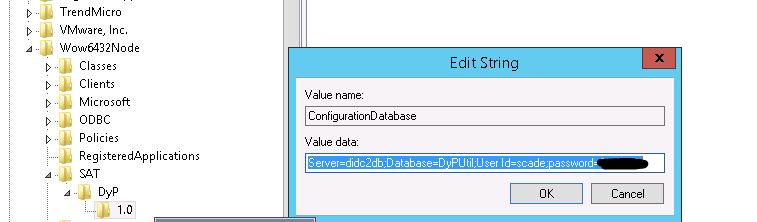 TrendMicro
VMware, Inc.
Wow6432Node
Classes
Clients
Microsoft
ODBC
Policies
RegisteredApplications
SAT
DyP
1.0
Edit String
x
Value name:
ConfigurationDatabase
Value data:
Server=didc2db;Database=DyPUtil;User Id=scade;password=
OK
Cancel